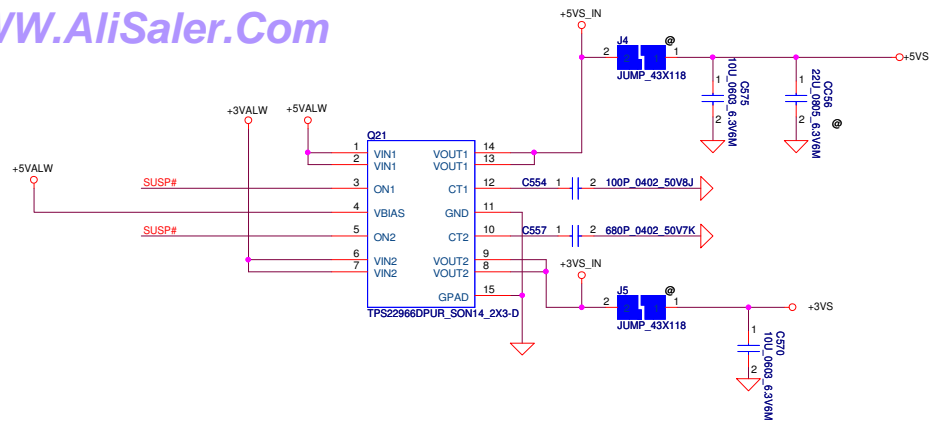 WW.AliSaler.Com
+5VS_IN
J4
@
2
1
JUMP_43X118
+5VS
1
2
C575
10U_0603_6.3V6M
1
2
CC56
22U_0805_6.3V6M
@
+3VALW
+5VALW
+5VALW
Q21
1
VIN1
VOUT1
14
2
VIN1
VOUT1
13
SUSP#
3
ON1
CT1
12
C554
1
2
100P_0402_50V8J
4
VBIAS
GND
11
SUSP#
5
ON2
CT2
10
C557
1
2
680P_0402_50V7K
6
VIN2
VOUT2
9
7
VIN2
VOUT2
8
GPAD
15
TPS22966DPUR_SON14_2X3-D
+3VS_IN
J5
@
2
1
JUMP_43X118
+3VS
1
2
C570
10U_0603_6.3V6M